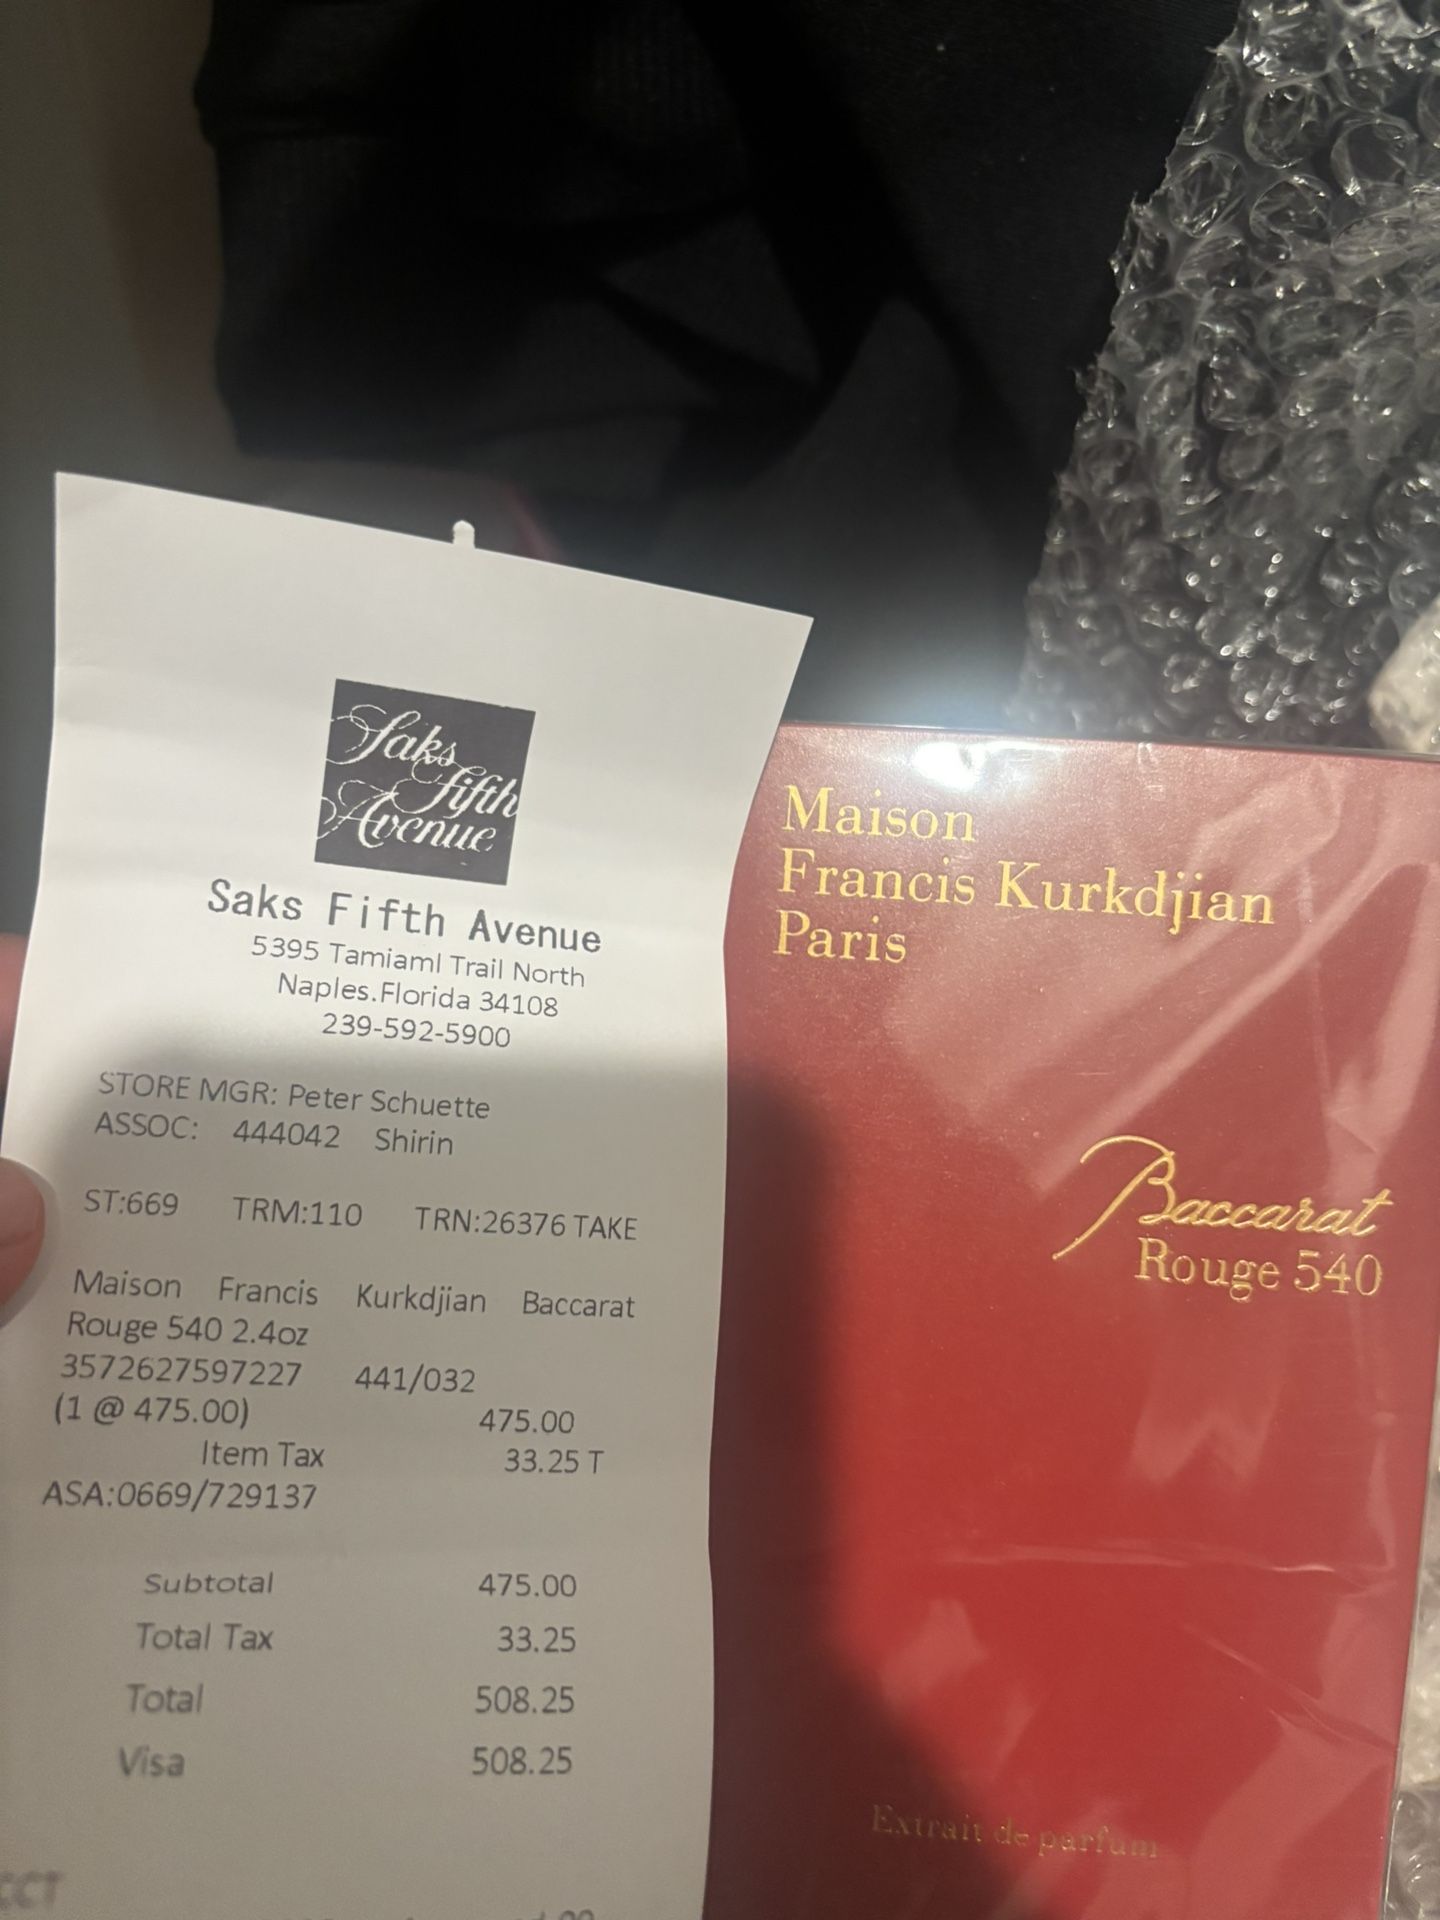 Saks
fifth
Avenue
Saks Fifth Avenue
5395 Tamiaml Trail North
Naples.Florida 34108
239-592-5900
STORE MGR: Peter Schuette
ASSOC: 444042 Shirin
ST:669 TRM:110 TRN:26376 TAKE
Maison Francis Kurkdjian Baccarat
Rouge 540 2.4oz
3572627597227 441/032
(1 @ 475.00) 475.00
Item Tax 33.25 T
ASA:0669/729137
Subtotal 475.00
Total Tax 33.25
Total 508.25
Visa 508.25
Maison
Francis Kurkdjian
Paris
Baccarat
Rouge 540
Extrait de parfum